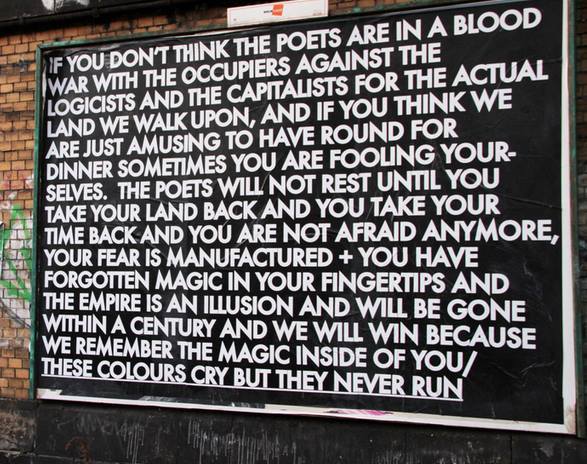 IF YOU DON'T THINK THE POETS ARE IN A BLOOD
WAR WITH THE OCCUPIERS AGAINST THE
LOGICISTS AND THE CAPITALISTS FOR THE ACTUAL
LAND WE WALK UPON, AND IF YOU THINK WE
ARE JUST AMUSING TO HAVE ROUND FOR
DINNER SOMETIMES YOU ARE FOOLING YOUR-
SELVES. THE POETS WILL NOT REST UNTIL YOU
TAKE YOUR LAND BACK AND YOU TAKE YOUR
TIME BACK AND YOU ARE NOT AFRAID ANYMORE,
YOUR FEAR IS MANUFACTURED + YOU HAVE
FORGOTTEN MAGIC IN YOUR FINGERTIPS AND
THE EMPIRE IS AN ILLUSION AND WILL BE GONE
WITHIN A CENTURY AND WE WILL WIN BECAUSE
WE REMEMBER THE MAGIC INSIDE OF YOU/
THESE COLOURS CRY BUT THEY NEVER RUN